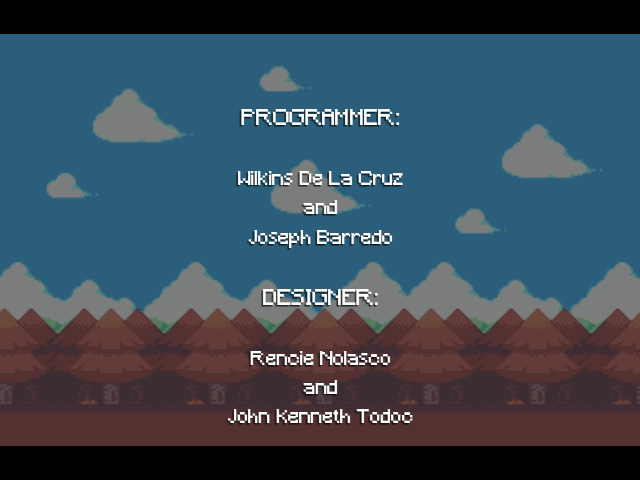 PROGRAMMER:
Wilkins De La Cruz
and
Joseph Barredo
DESIGNER:
Rencie Nolasco
and
John Kenneth Todoc